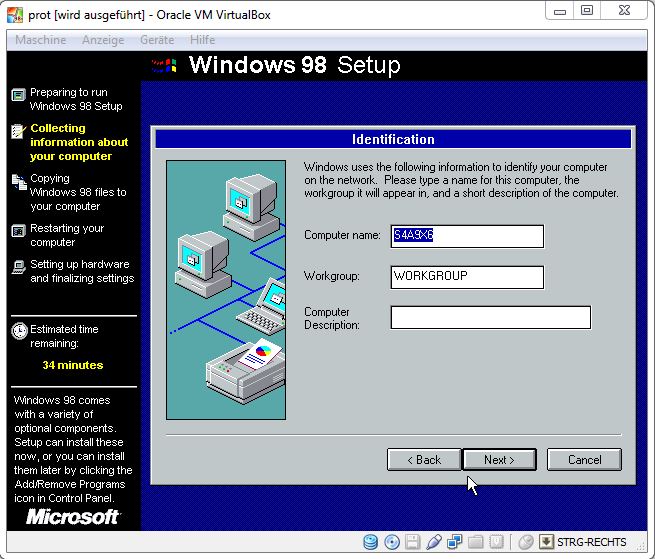 prot [wird ausgeführt] - Oracle VM VirtualBox
Maschine Anzeige Geräte Hilfe
Windows 98 Setup
Preparing to run
Windows 98 Setup
Collecting
information about
your computer
Copying
Windows 98 files to
your computer
Restarting your
computer
Setting up hardware
and finalizing settings
Estimated time
remaining:
34 minutes
Windows 98 comes
with a variety of
optional components.
Setup can install these
now, or you can install
them later by clicking the
Add/Remove Programs
icon in Control Panel.
Microsoft
Identification
Windows uses the following information to identify your computer
on the network. Please type a name for this computer, the
workgroup it will appear in, and a short description of the computer.
Computer name: S4A9X6
Workgroup: WORKGROUP
Computer
Description:
< Back Next > Cancel
STRG-RECHTS